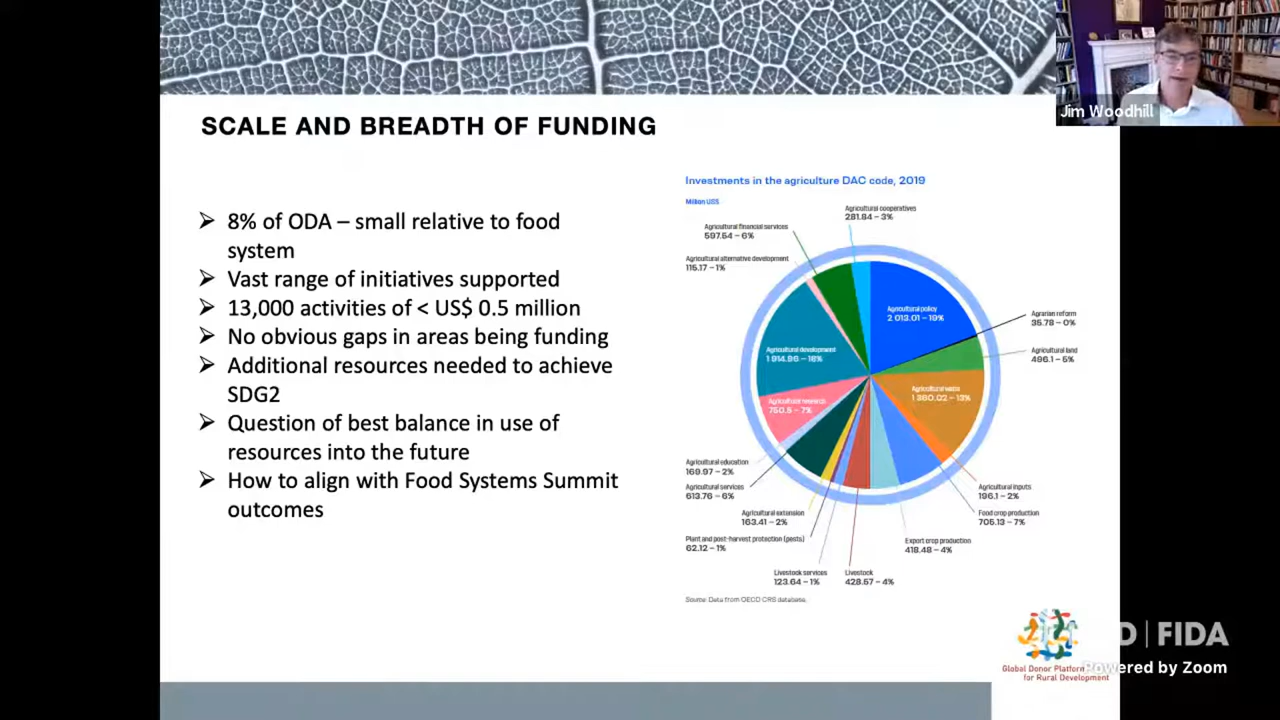 Jim Woodhill
SCALE AND BREADTH OF FUNDING
8% of ODA – small relative to food
system
Vast range of initiatives supported
13,000 activities of < US$ 0.5 million
No obvious gaps in areas being funding
Additional resources needed to achieve
SDG2
Question of best balance in use of
resources into the future
How to align with Food Systems Summit
outcomes
Investments in the agriculture DAC code, 2019
Million US$
Agricultural cooperatives
281.84 – 3%
Agricultural financial services
597.54 – 6%
Agricultural alternative development
115.17 – 1%
Agricultural policy
2 013.01 – 19%
Agrarian reform
35.78 – 0%
Agricultural land
496.1 – 5%
Agricultural development
1 914.86 – 18%
Agricultural water
1 360.02 – 13%
Agricultural research
750.5 – 7%
Agricultural education
169.97 – 2%
Agricultural services
613.76 – 6%
Agricultural inputs
196.1 – 2%
Food crop production
706.13 – 7%
Agricultural extension
163.41 – 2%
Plant and post-harvest protection (pests)
62.12 – 1%
Export crop production
418.48 – 4%
Livestock services
123.64 – 1%
Livestock
428.57 – 4%
Source: Data from OECD CRS database.
D | FIDA
Global Donor Platform
for Rural Development
Powered by Zoom